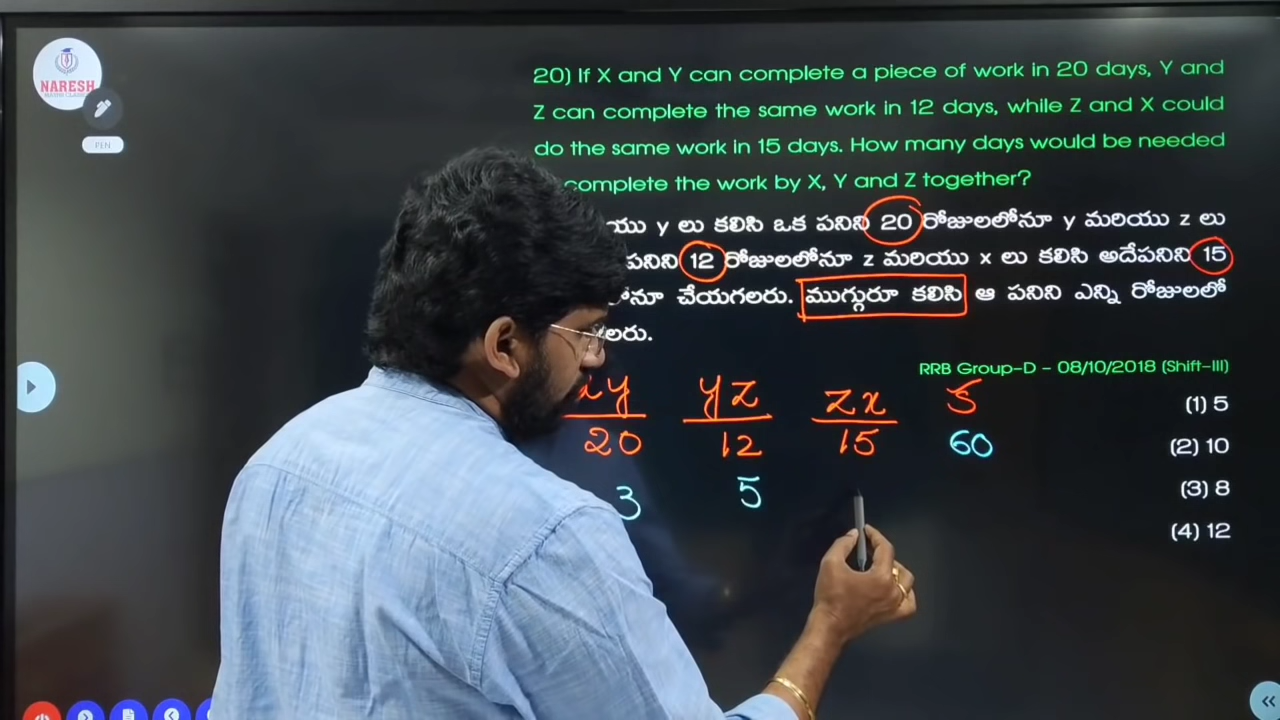 NARESH
PEN
20) If X and Y can complete a piece of work in 20 days, Y and
Z can complete the same work in 12 days, while Z and X could
do the same work in 15 days. How many days would be needed
complete the work by X, Y and Z together?
y లు కలిసి ఒక పనిని 20 రోజులలోనూ y మరియు z లు
పనిని 12 రోజులలోనూ z మరియు x లు కలిసి అదేపనిని 15
చేయగలరు. ముగ్గురూ కలిసి ఆ పనిని ఎన్ని రోజులలో
RRB Group-D - 08/10/2018 (Shift-III)
xy yz zx 5
20 12 15 60
3 5
(1) 5
(2) 10
(3) 8
(4) 12